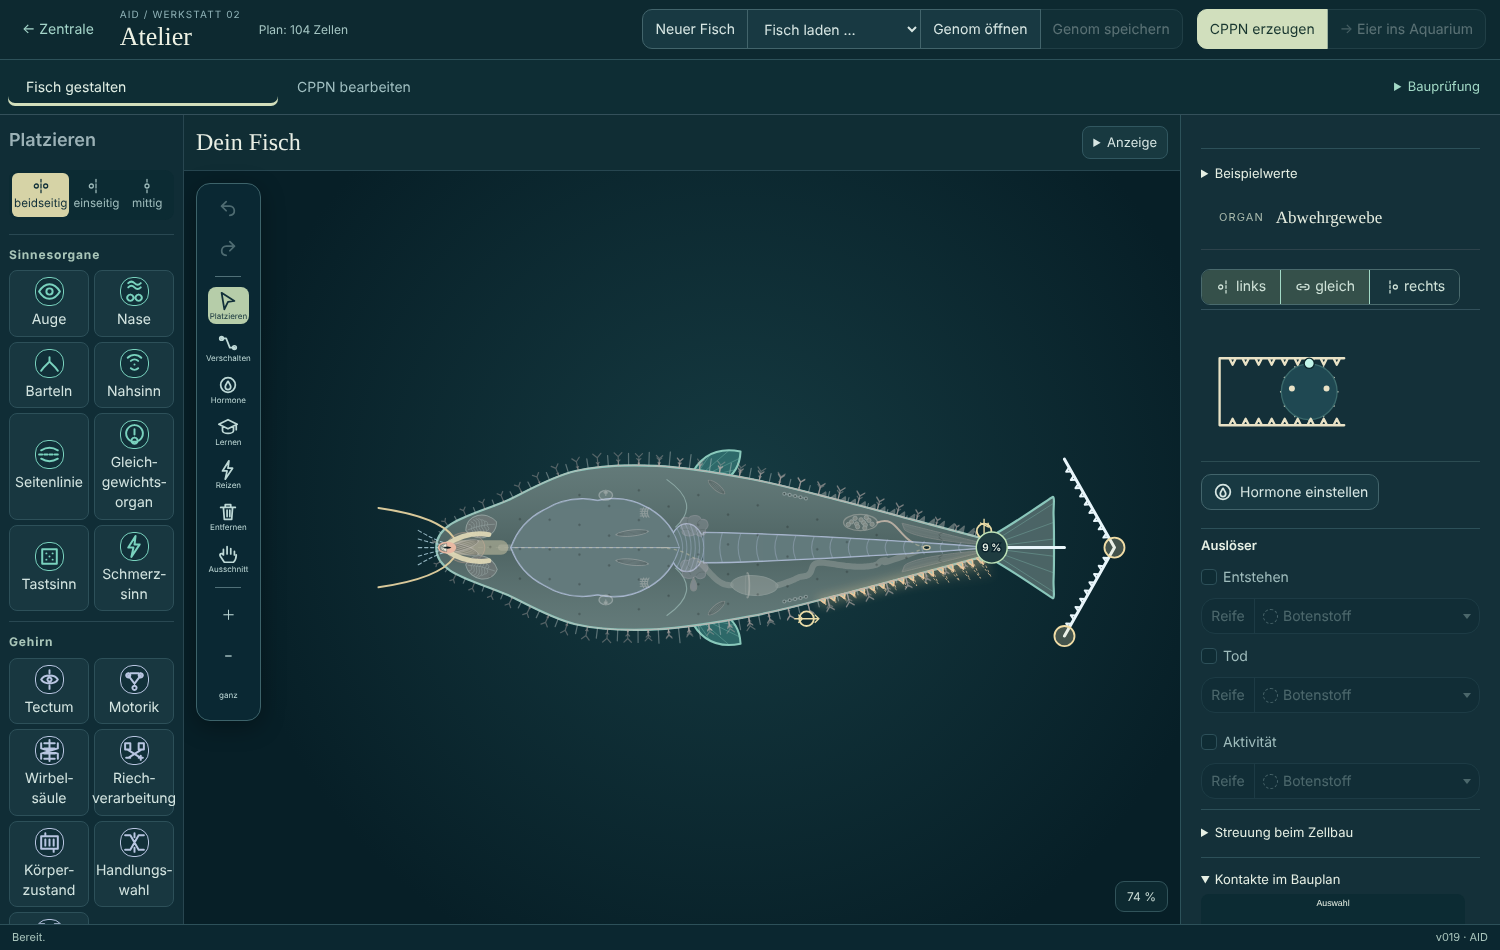 ← Zentrale
AID / WERKSTATT 02
Atelier
Plan: 104 Zellen
Neuer Fisch
Fisch laden ...
Genom öffnen
Genom speichern
CPPN erzeugen
→ Eier ins Aquarium
Fisch gestalten
CPPN bearbeiten
Bauprüfung
Platzieren
beidseitig
einseitig
mittig
Sinnesorgane
Auge
Nase
Barteln
Nahsinn
Seitenlinie
Gleich-
gewichts-
organ
Tastsinn
Schmerz-
sinn
Gehirn
Tectum
Motorik
Wirbel-
säule
Riech-
verarbeitung
Körper-
zustand
Handlungs-
wahl
Dein Fisch
Anzeige
Platzieren
Verschalten
Hormone
Lernen
Reizen
Entfernen
Ausschnitt
+
-
ganz
9 %
74 %
Beispielwerte
ORGAN Abwehrgewebe
links
gleich
rechts
Hormone einstellen
Auslöser
Entstehen
Reife
Botenstoff
Tod
Reife
Botenstoff
Aktivität
Reife
Botenstoff
Streuung beim Zellbau
Kontakte im Bauplan
Auswahl
Bereit.
v019 · AID